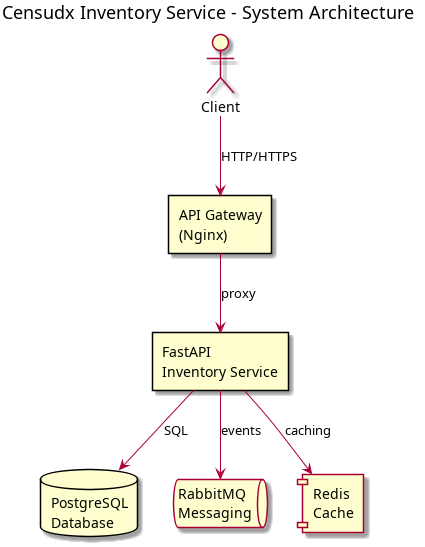 Censudx Inventory Service - System Architecture
Client
HTTP/HTTPS
API Gateway
(Nginx)
proxy
FastAPI
Inventory Service
SQL
events
caching
PostgreSQL
Database
RabbitMQ
Messaging
Redis
Cache